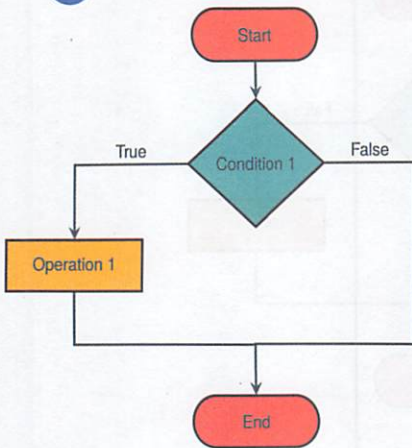 Start
True
Condition 1
False
Operation 1
End